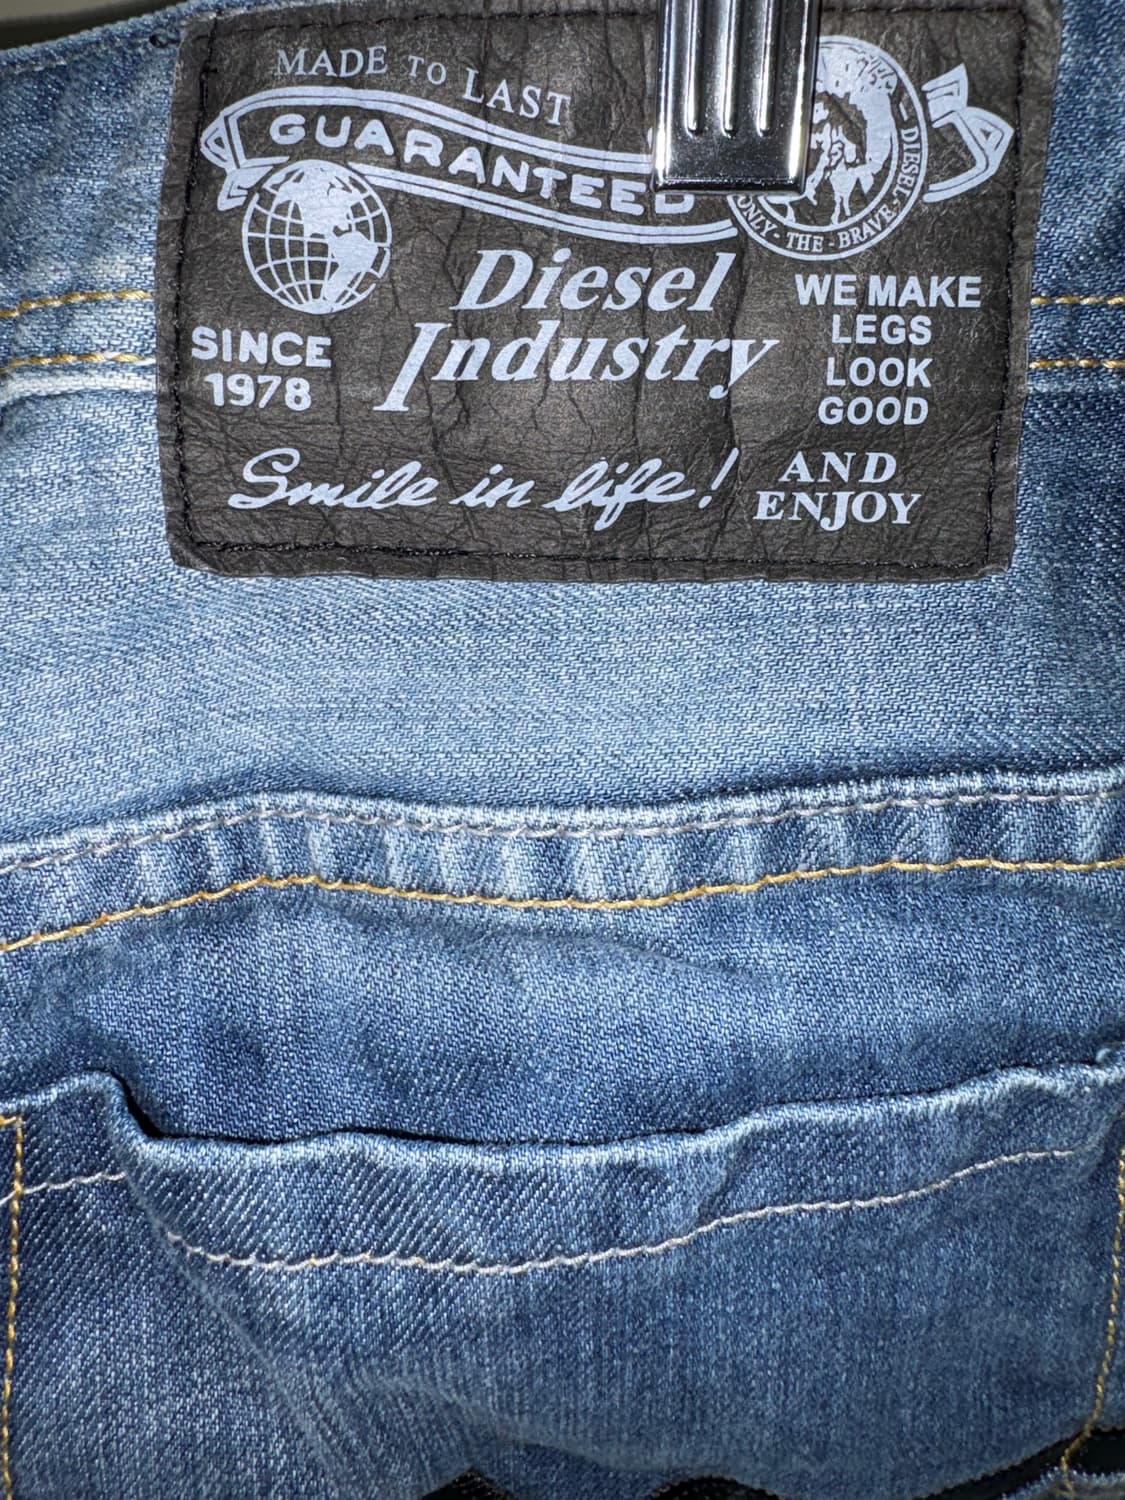 MADE TO LAST
GUARANTEED
DIESEL
ONLY - THE - BRAVE -
SINCE
1978
Diesel
Industry
WE MAKE
LEGS
LOOK
GOOD
Smile in life!
AND
ENJOY